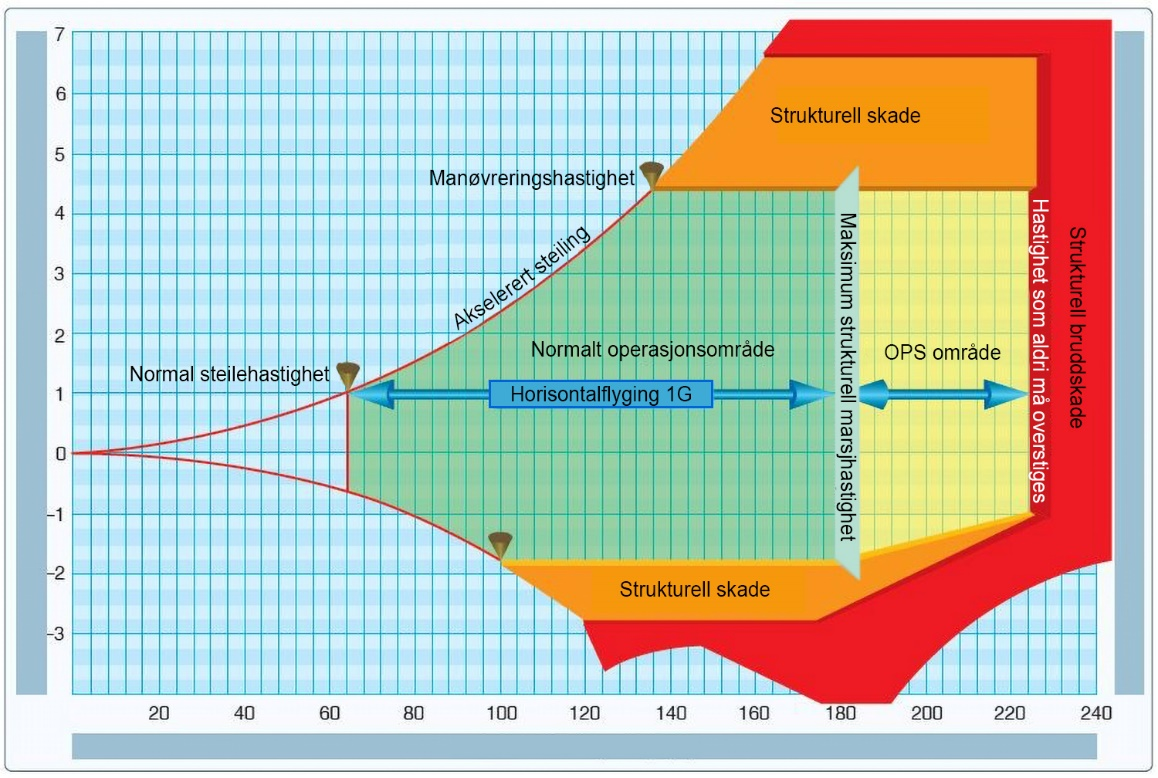 7
6
5
4
3
2
1
0
-1
-2
-3
Strukturell skade
Manøvreringshastighet
Akselerert steiling
Normalt operasjonsområde
OPS område
Normal steilehastighet
Horisontalflyging 1G
Maksimum strukturell marsjhastighet
Hastighet som aldri må overstiges
Strukturell bruddskade
Strukturell skade
20 40 60 80 100 120 140 160 180 200 220 240